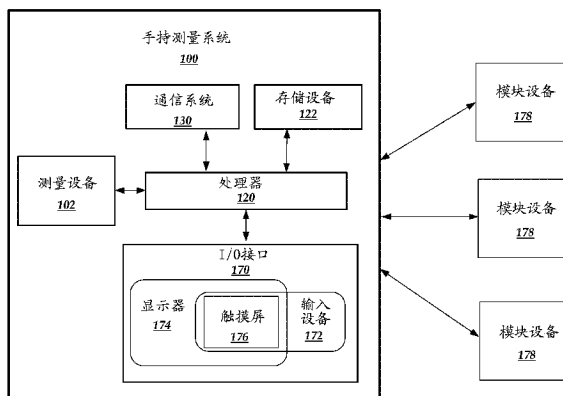 手持测量系统
100
通信系统
130
存储设备
122
测量设备
102
处理器
120
I/O接口
170
显示器
174
触摸屏
176
输入
设备
172
模块设备
178
模块设备
178
模块设备
178